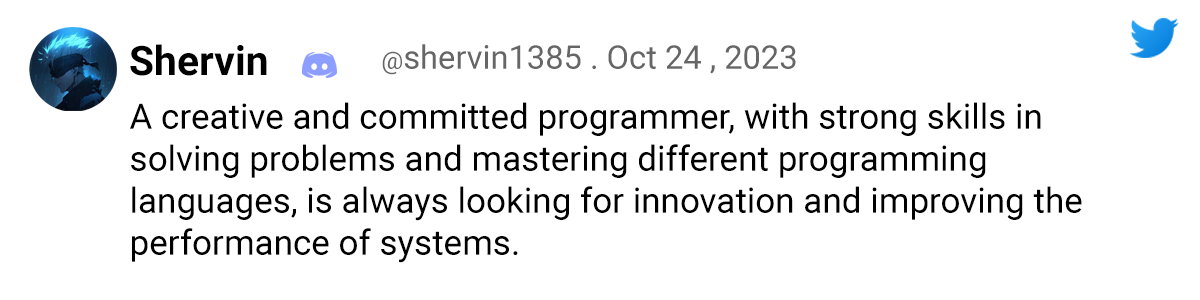 Shervin @shervin1385 . Oct 24 , 2023
A creative and committed programmer, with strong skills in
solving problems and mastering different programming
languages, is always looking for innovation and improving the
performance of systems.